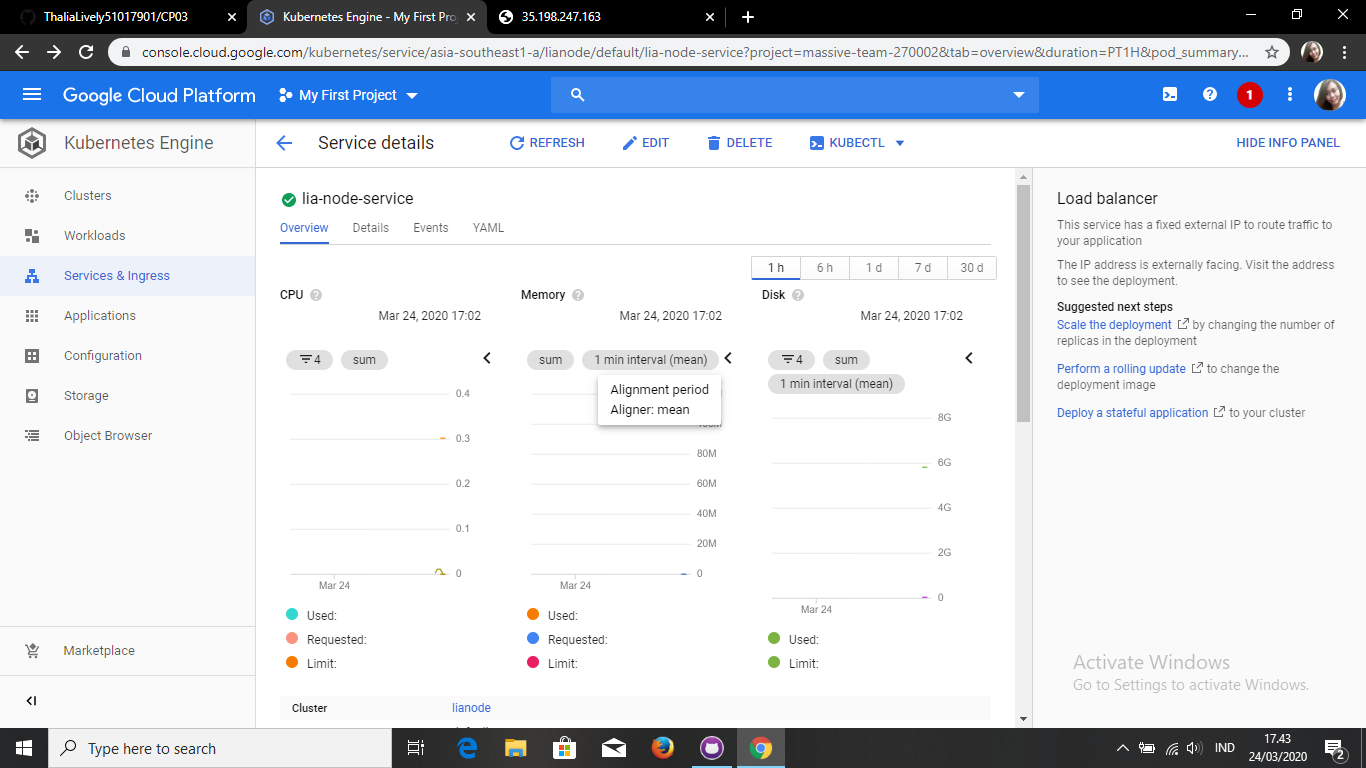 ThaliaLively51017901/CP03
Kubernetes Engine - My First Pro
35.198.247.163
console.cloud.google.com/kubernetes/service/asia-southeast1-a/lianode/default/lia-node-service?project=massive-team-270002&tab=overview&duration=PT1H&pod_summary...
Google Cloud Platform
My First Project
1
Kubernetes Engine
Service details
REFRESH
EDIT
DELETE
KUBECTL
HIDE INFO PANEL
Clusters
Workloads
Services & Ingress
Applications
Configuration
Storage
Object Browser
Marketplace
lia-node-service
Overview Details Events YAML
1 h 6 h 1 d 7 d 30 d
CPU
Mar 24, 2020 17:02
4 sum
0.4
0.3
0.2
0.1
0
Mar 24
Used:
Requested:
Limit:
Memory
Mar 24, 2020 17:02
sum 1 min interval (mean)
Alignment period
Aligner: mean
80M
60M
40M
20M
0
Mar 24
Used:
Requested:
Limit:
Disk
Mar 24, 2020 17:02
4 sum
1 min interval (mean)
8G
6G
4G
2G
0
Mar 24
Used:
Limit:
Cluster lianode
Load balancer
This service has a fixed external IP to route traffic to
your application
The IP address is externally facing. Visit the address
to see the deployment.
Suggested next steps
Scale the deployment by changing the number of
replicas in the deployment
Perform a rolling update to change the
deployment image
Deploy a stateful application to your cluster
Activate Windows
Go to Settings to activate Windows.
Type here to search
IND
17.43
24/03/2020
2